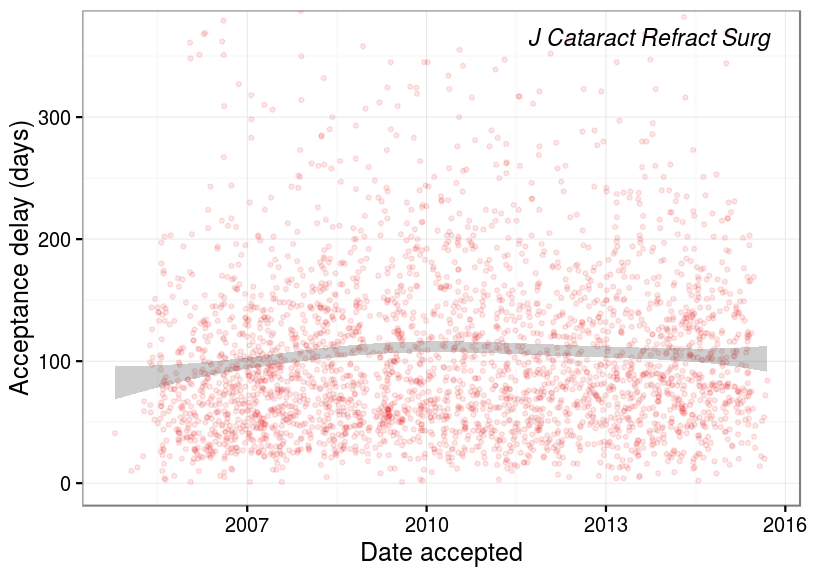 J Cataract Refract Surg
Acceptance delay (days)
300
200
100
0
2007 2010 2013 2016
Date accepted